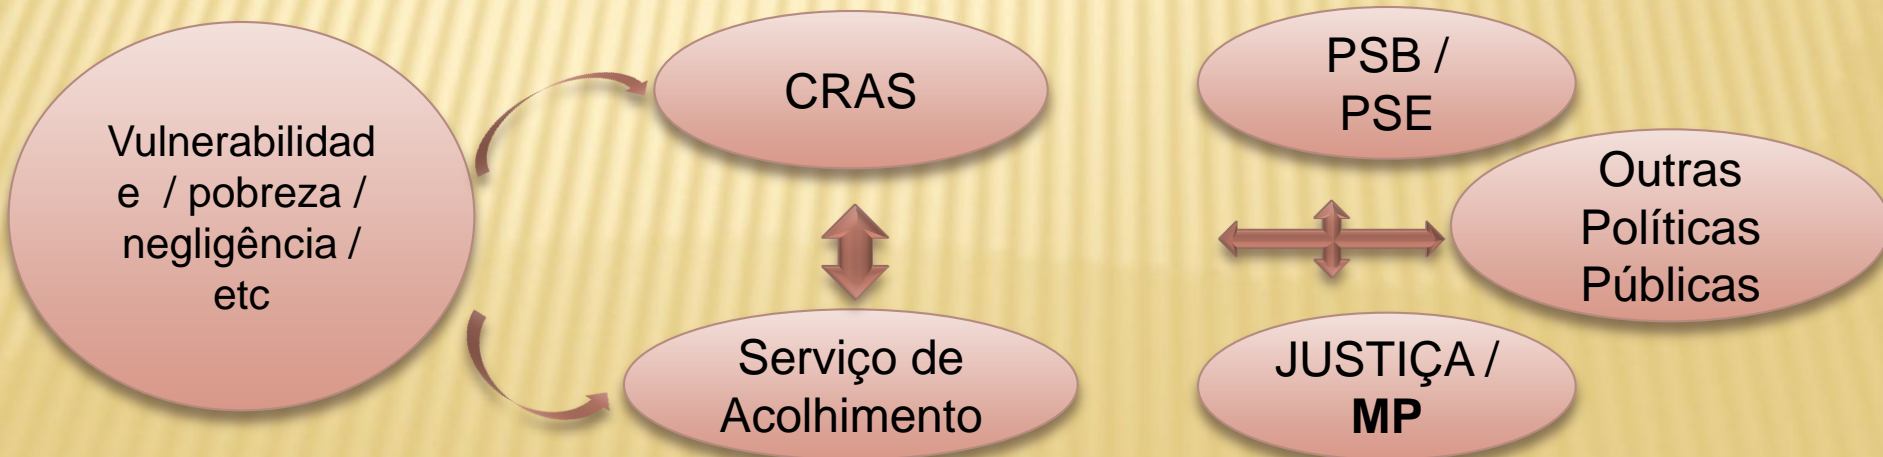 Vulnerabilidad
e / pobreza /
negligência /
etc
CRAS
Serviço de
Acolhimento
PSB /
PSE
Outras
Políticas
Públicas
JUSTIÇA /
MP